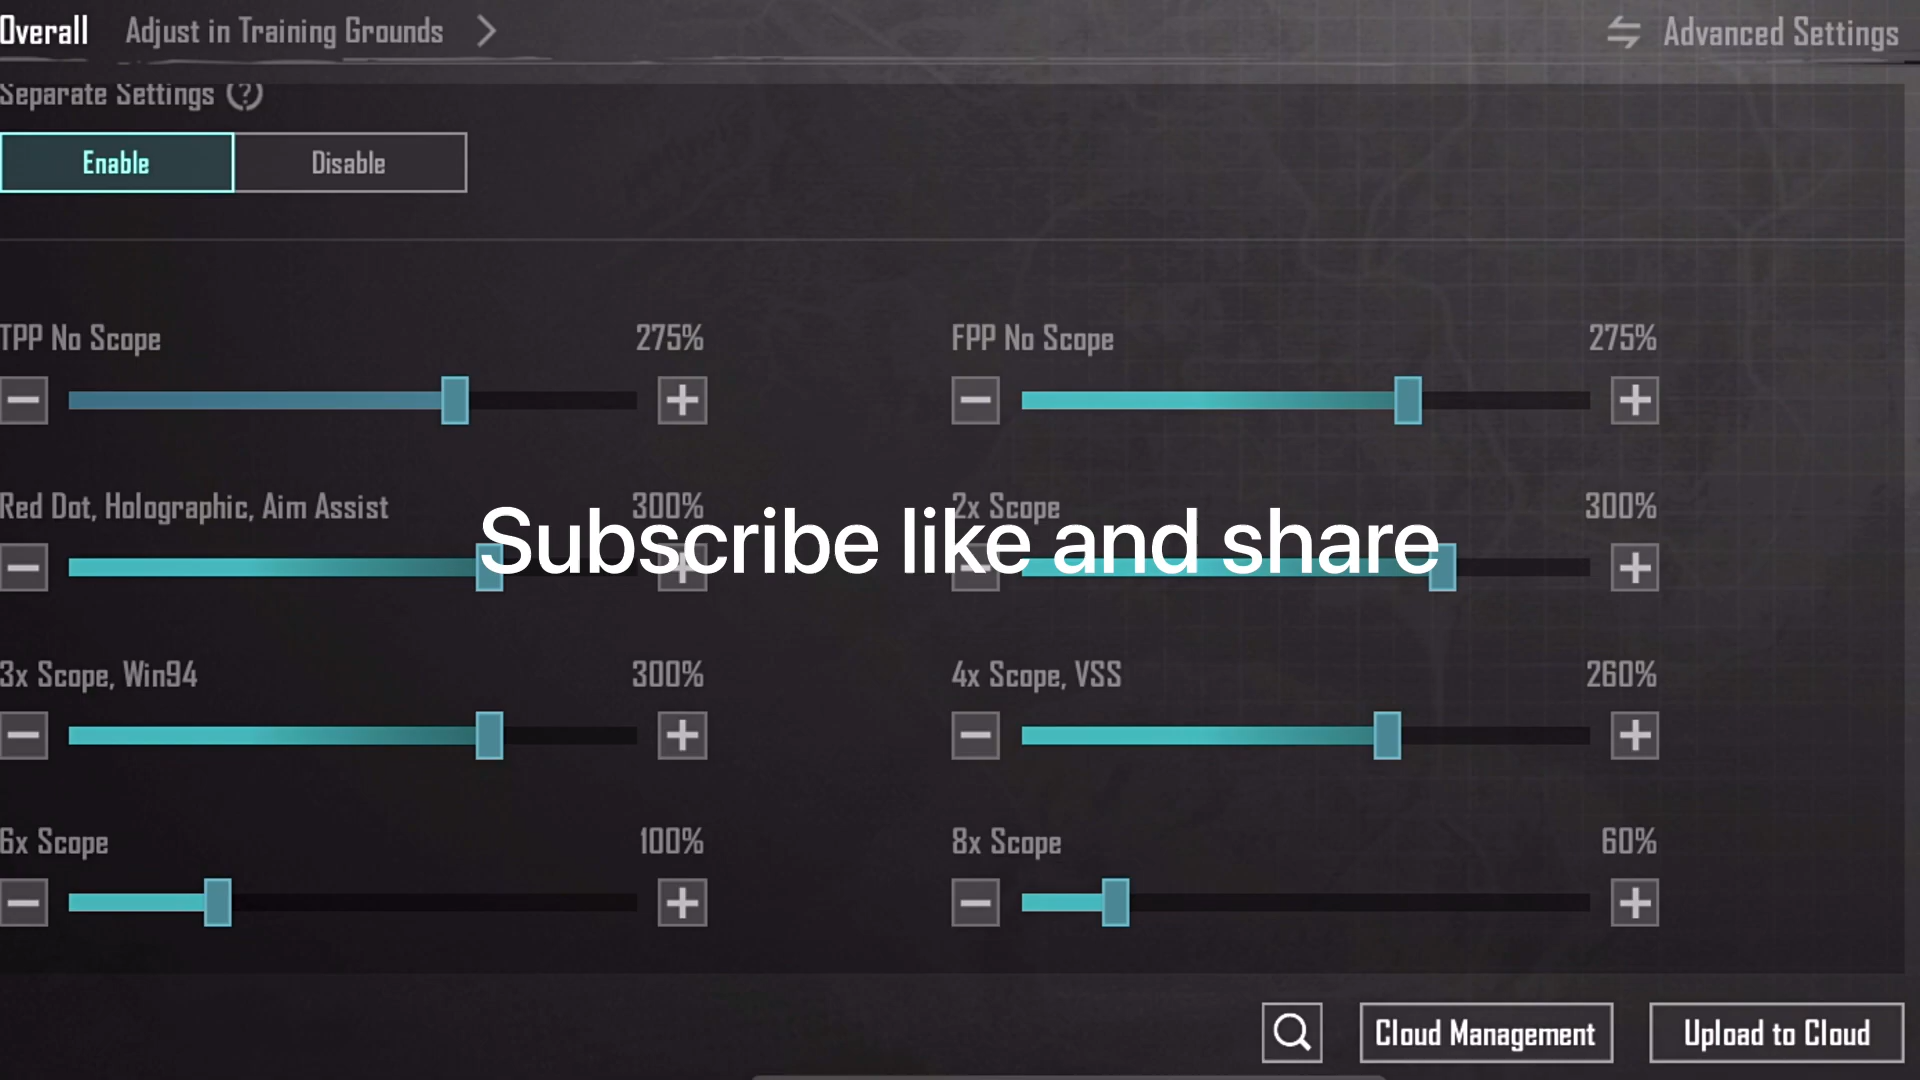 Overall Adjust in Training Grounds Advanced Settings
Separate Settings ?
Enable Disable
TPP No Scope 275% FPP No Scope 275%
Red Dot, Holographic, Aim Assist 300% 2x Scope 300%
Subscribe like and share
3x Scope, Win94 300% 4x Scope, VSS 260%
6x Scope 100% 8x Scope 60%
Cloud Management Upload to Cloud